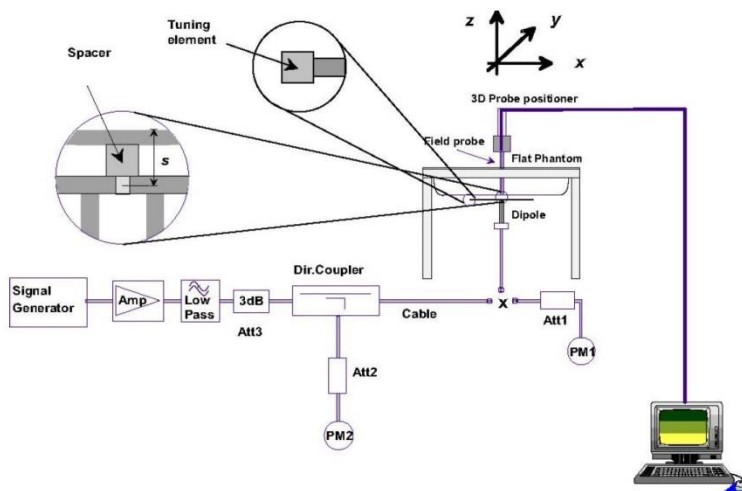 Tuning
element
Spacer
s
z
y
x
3D Probe positioner
Field probe
Flat Phantom
Dipole
Signal
Generator
Amp
Low
Pass
3dB
Att3
Dir.Coupler
Cable
x
Att1
PM1
Att2
PM2